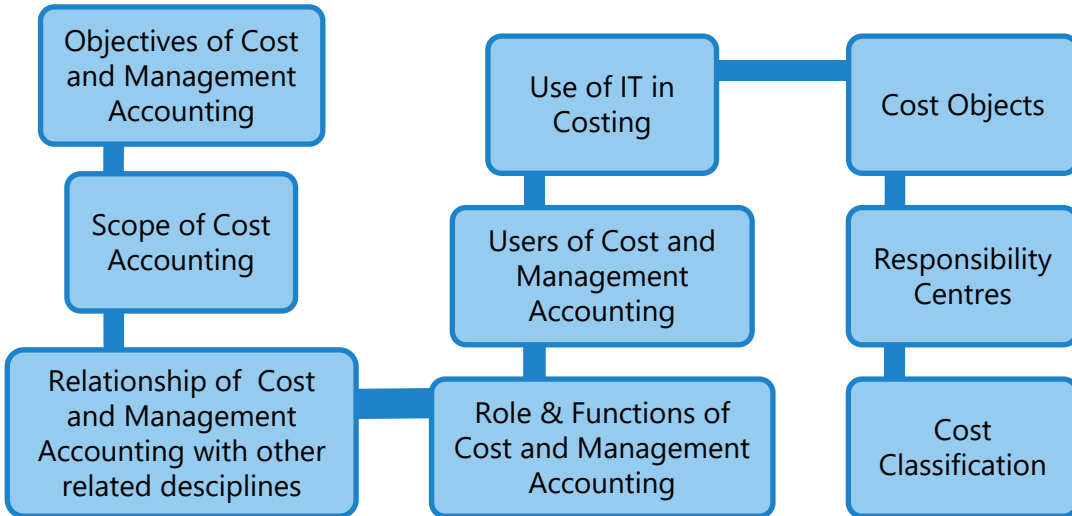 Objectives of Cost
and Management
Accounting
Scope of Cost
Accounting
Relationship of Cost
and Management
Accounting with other
related desciplines
Role & Functions of
Cost and Management
Accounting
Users of Cost and
Management
Accounting
Use of IT in
Costing
Cost Objects
Responsibility
Centres
Cost
Classification